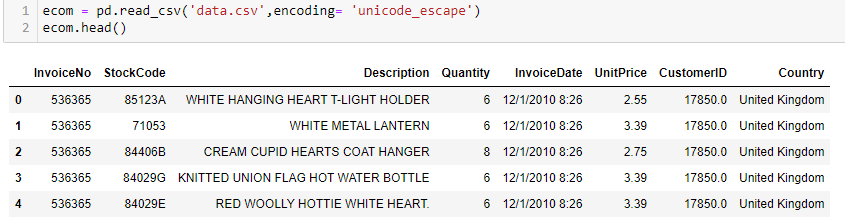 1 ecom = pd.read_csv('data.csv',encoding= 'unicode_escape')
2 ecom.head()
InvoiceNo StockCode Description Quantity InvoiceDate UnitPrice CustomerID Country
0 536365 85123A WHITE HANGING HEART T-LIGHT HOLDER 6 12/1/2010 8:26 2.55 17850.0 United Kingdom
1 536365 71053 WHITE METAL LANTERN 6 12/1/2010 8:26 3.39 17850.0 United Kingdom
2 536365 84406B CREAM CUPID HEARTS COAT HANGER 8 12/1/2010 8:26 2.75 17850.0 United Kingdom
3 536365 84029G KNITTED UNION FLAG HOT WATER BOTTLE 6 12/1/2010 8:26 3.39 17850.0 United Kingdom
4 536365 84029E RED WOOLLY HOTTIE WHITE HEART. 6 12/1/2010 8:26 3.39 17850.0 United Kingdom